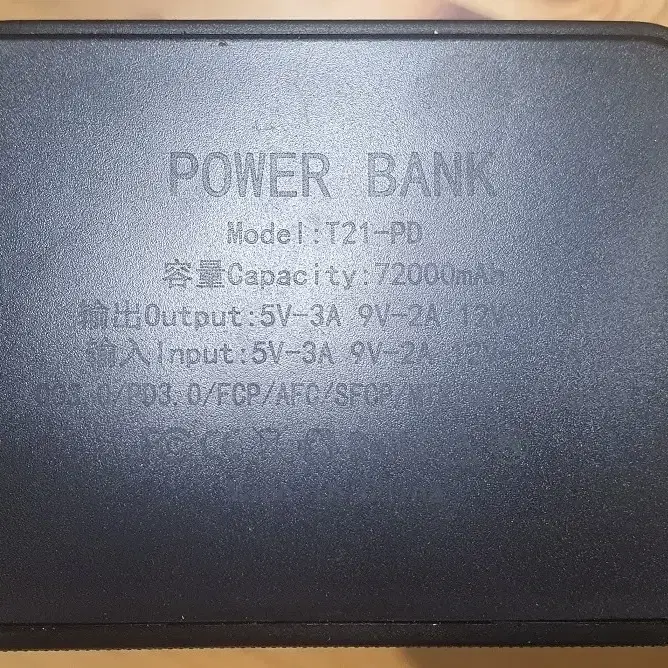 POWER BANK
Model:T21-PD
容量Capacity:72000mAh
输出Output:5V-3A 9V-2A 12V
输入Input:5V-3A 9V-2A 12V
QC3.0/PD3.0/FCP/AFC/SFCP